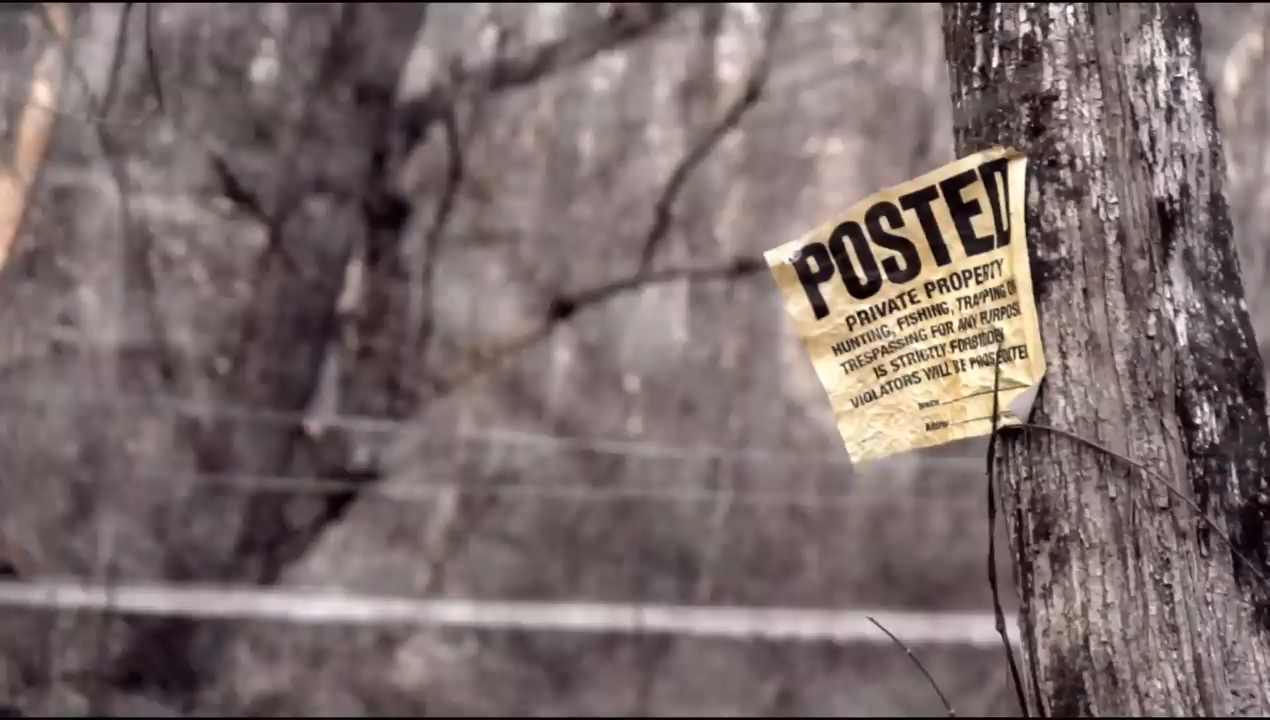 POSTED
PRIVATE PROPERTY
HUNTING, FISHING, TRAPPING OR
TRESPASSING FOR ANY PURPOSE
IS STRICTLY FORBIDDEN
VIOLATORS WILL BE PROSECUTED